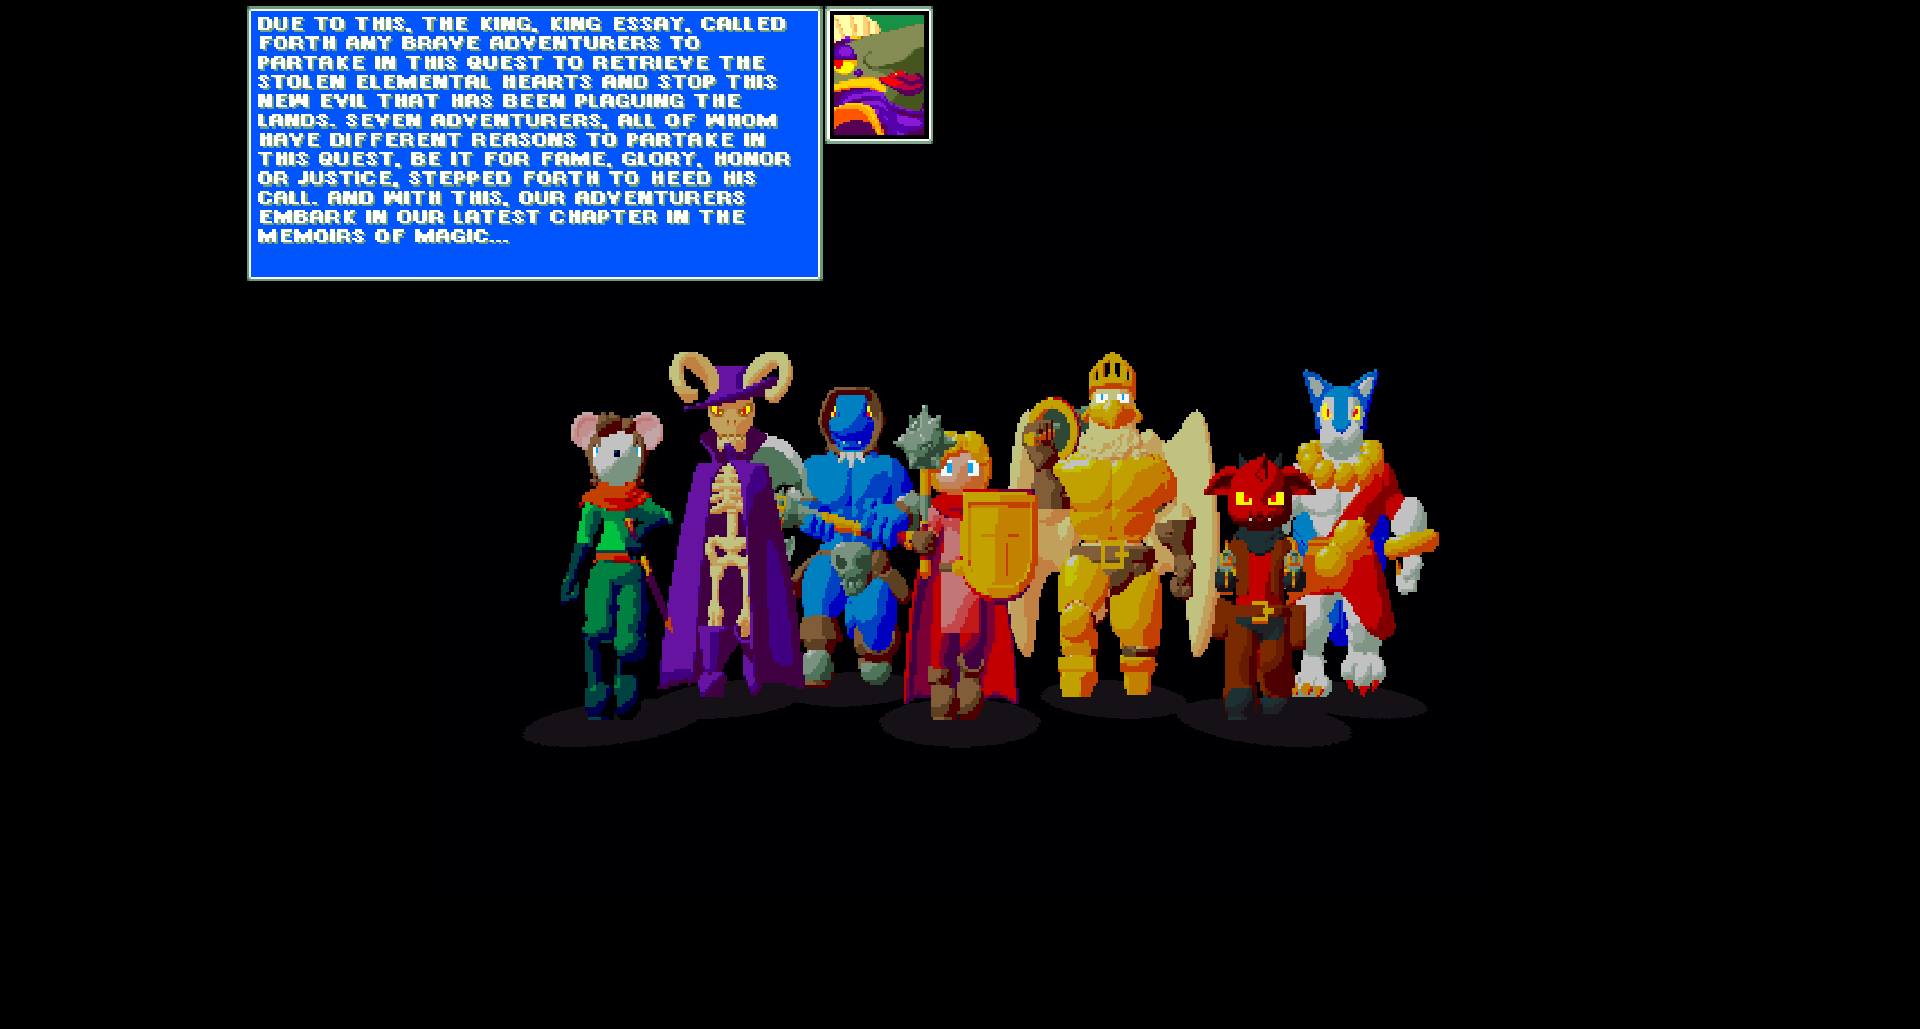 DUE TO THIS, THE KING, KING ESSAY, CALLED
FORTH ANY BRAVE ADVENTURERS TO
PARTAKE IN THIS QUEST TO RETRIEVE THE
STOLEN ELEMENTAL HEARTS AND STOP THIS
NEW EVIL THAT HAS BEEN PLAGUING THE
LANDS. SEVEN ADVENTURERS, ALL OF WHOM
HAVE DIFFERENT REASONS TO PARTAKE IN
THIS QUEST, BE IT FOR FAME, GLORY, HONOR
OR JUSTICE, STEPPED FORTH TO HEED HIS
CALL. AND WITH THIS, OUR ADVENTURERS
EMBARK IN OUR LATEST CHAPTER IN THE
MEMOIRS OF MAGIC...